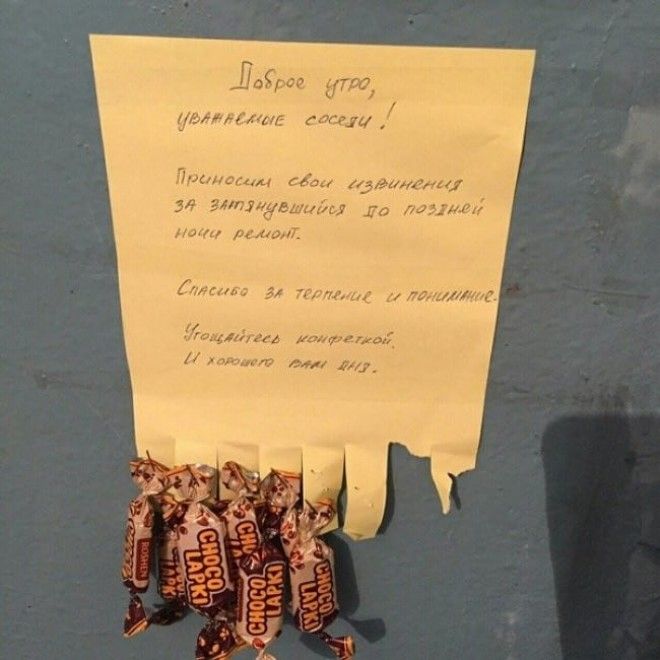 Доброе утро,
уважаемые соседи!
Приносим свои извинения
за затянувшийся до поздней
ночи ремонт.
Спасибо за терпение и понимание.
Угощайтесь конфеткой.
И хорошего вам дня.
ROSHEN
CHOCO
LAPKI
CHOCO
LAPKI
CHOCO
LAPKI